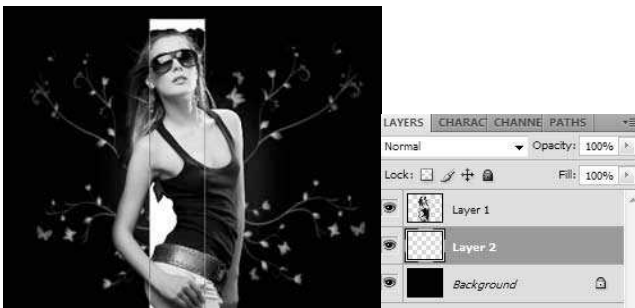 LAYERS CHARAC CHANNE PATHS
Normal Opacity: 100%
Lock: Fill: 100%
Layer 1
Layer 2
Background